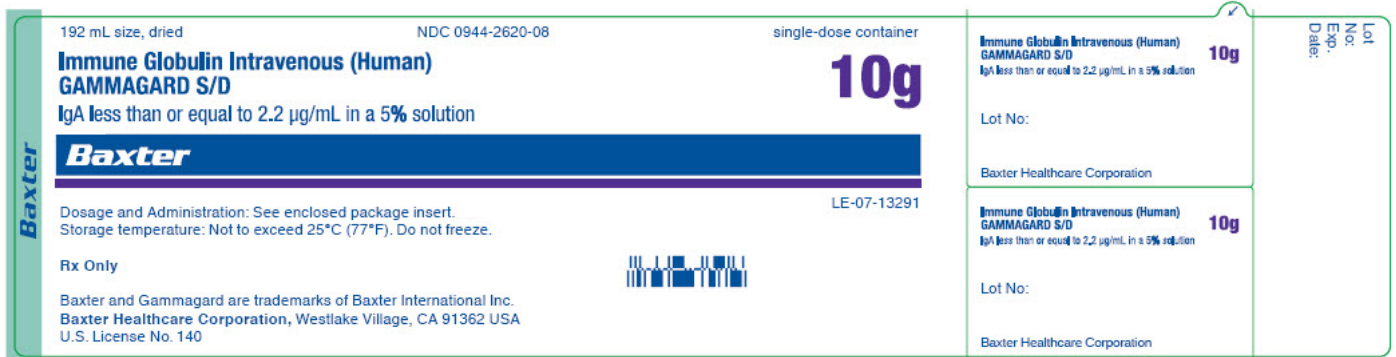 Baxter
192 mL size, dried NDC 0944-2620-08 single-dose container
Immune Globulin Intravenous (Human)
GAMMAGARD S/D
10g
IgA less than or equal to 2.2 µg/mL in a 5% solution
Baxter
LE-07-13291
Dosage and Administration: See enclosed package insert.
Storage temperature: Not to exceed 25°C (77°F). Do not freeze.
Rx Only
Baxter and Gammagard are trademarks of Baxter International Inc.
Baxter Healthcare Corporation, Westlake Village, CA 91362 USA
U.S. License No. 140
Immune Globulin Intravenous (Human)
GAMMAGARD S/D
10g
IgA less than or equal to 2.2 µg/mL in a 5% solution
Lot No:
Baxter Healthcare Corporation
Immune Globulin Intravenous (Human)
GAMMAGARD S/D
10g
IgA less than or equal to 2.2 µg/mL in a 5% solution
Lot No:
Baxter Healthcare Corporation
Lot
No:
Exp.
Date: